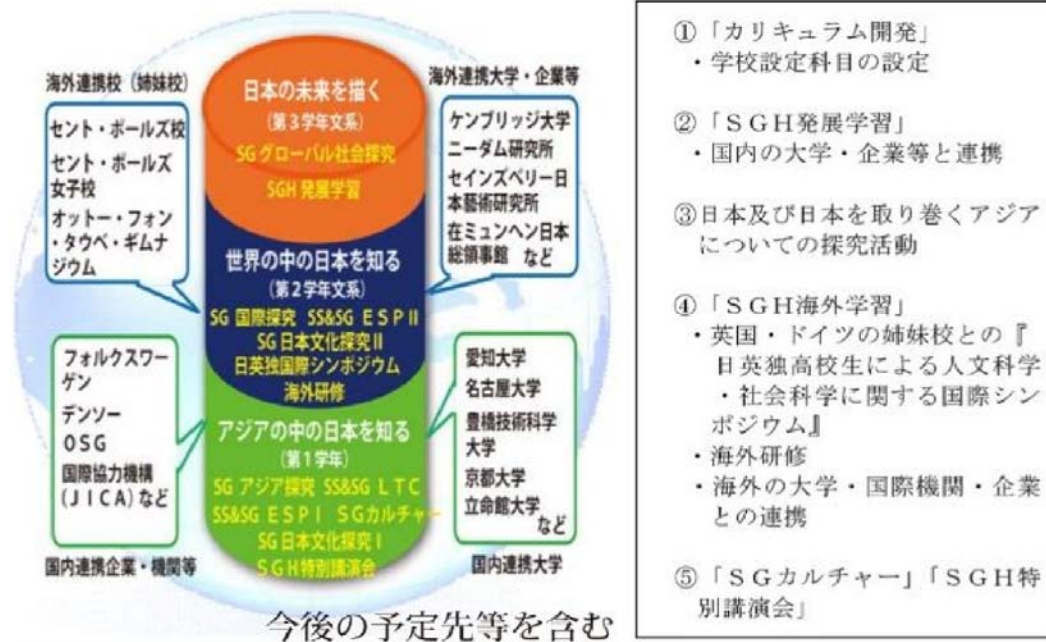 海外連携校（姉妹校）
セント・ポールズ校
セント・ポールズ
女子校
オットー・フォン
・タウベ・ギムナ
ジウム
日本の未来を描く
（第３学年文系）
SG グローバル社会探究
SGH 発展学習
世界の中の日本を知る
（第２学年文系）
SG 国際探究 SS&SG ＥＳＰⅡ
SG 日本文化探究Ⅱ
日英独国際シンポジウム
海外研修
アジアの中の日本を知る
（第１学年）
SG アジア探究 SS&SG ＬＴＣ
SS&SG ＥＳＰⅠ ＳＧカルチャー
SG 日本文化探究Ⅰ
ＳＧＨ特別講演会
海外連携大学・企業等
ケンブリッジ大学
ニーダム研究所
セインズベリー日
本藝術研究所
在ミュンヘン日本
総領事館 など
フォルクスワー
ゲン
デンソー
ＯＳＧ
国際協力機構
（ＪＩＣＡ）など
国内連携企業・機関等
愛知大学
名古屋大学
豊橋技術科学
大学
京都大学
立命館大学
など
国内連携大学
今後の予定先等を含む
①「カリキュラム開発」
・学校設定科目の設定
②「ＳＧＨ発展学習」
・国内の大学・企業等と連携
③日本及び日本を取り巻くアジア
についての探究活動
④「ＳＧＨ海外学習」
・英国・ドイツの姉妹校との『
日英独高校生による人文科学
・社会科学に関する国際シン
ポジウム』
・海外研修
・海外の大学・国際機関・企業
との連携
⑤「ＳＧカルチャー」「ＳＧＨ特
別講演会」